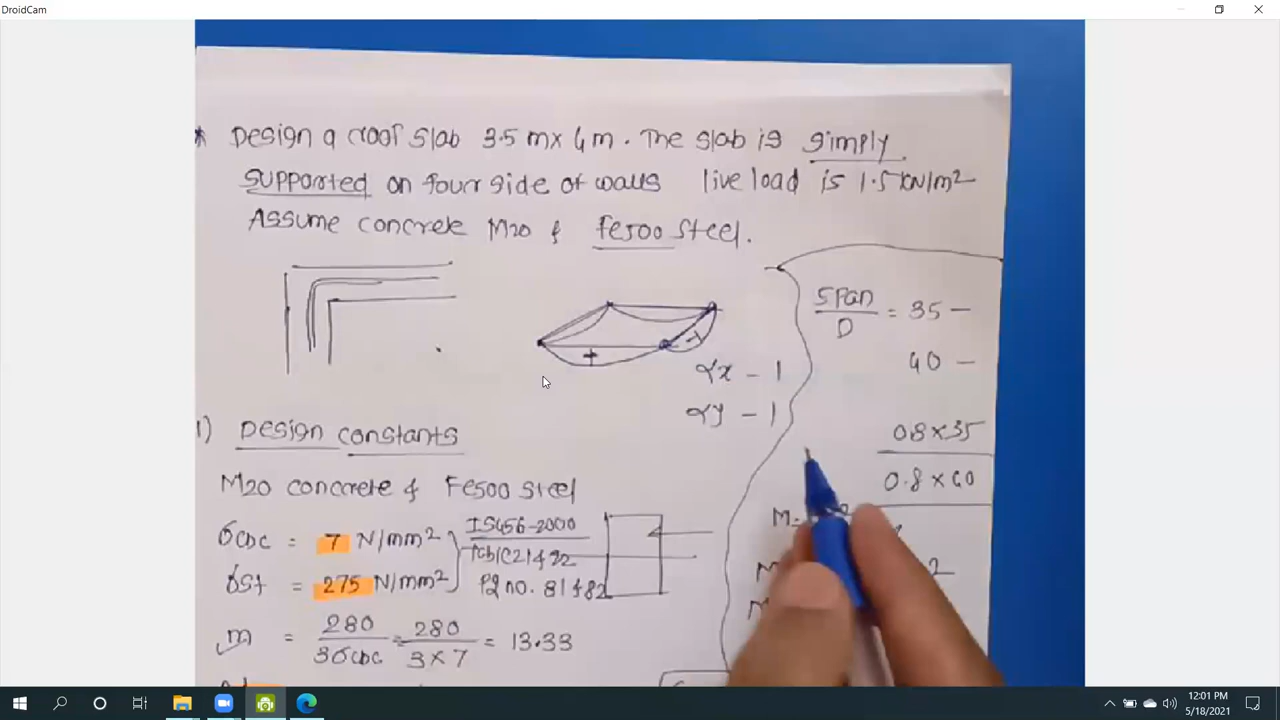 DroidCam
* Design a roof slab 3.5 m x 4 m. The slab is simply
supported on four side of walls live load is 1.5 kN/m2
Assume concrete M20 & Fe500 steel.
Span/D = 35 -
40 -
+
αx - 1
αy - 1
0.8×35
0.8×40
1) Design constants
M20 concrete & Fe500 steel
σcbc = 7 N/mm2
IS456-2000
σst = 275 N/mm2
Pg no. 81 & 82
m = 280/3σcbc = 280/3×7 = 13.33
12:01 PM
5/18/2021